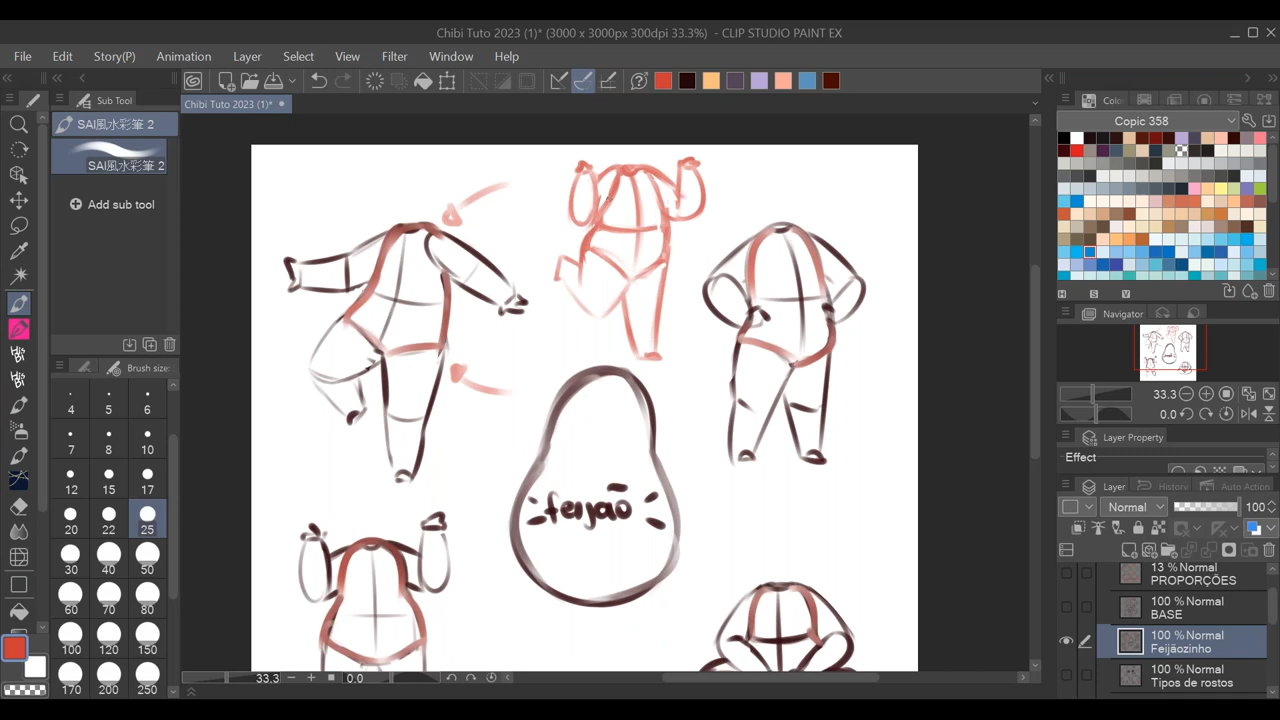 Chibi Tuto 2023 (1)* (3000 x 3000px 300dpi 33.3%) - CLIP STUDIO PAINT EX
File Edit Story(P) Animation Layer Select View Filter Window Help
Sub Tool
Chibi Tuto 2023 (1)*
SAI風水彩筆 2
SAI風水彩筆 2
Add sub tool
Brush size:
4 5 6
7 8 10
12 15 17
20 22 25
30 40 50
60 70 80
100 120 150
170 200 250
feijão
33.3 0.0
Copic 358
H S V
Navigator
33.3
0.0
Layer Property
Effect
Layer History Auto Action
Normal 100
13 % Normal
PROPORÇÕES
100 % Normal
BASE
100 % Normal
Feijãozinho
100 % Normal
Tipos de rostos